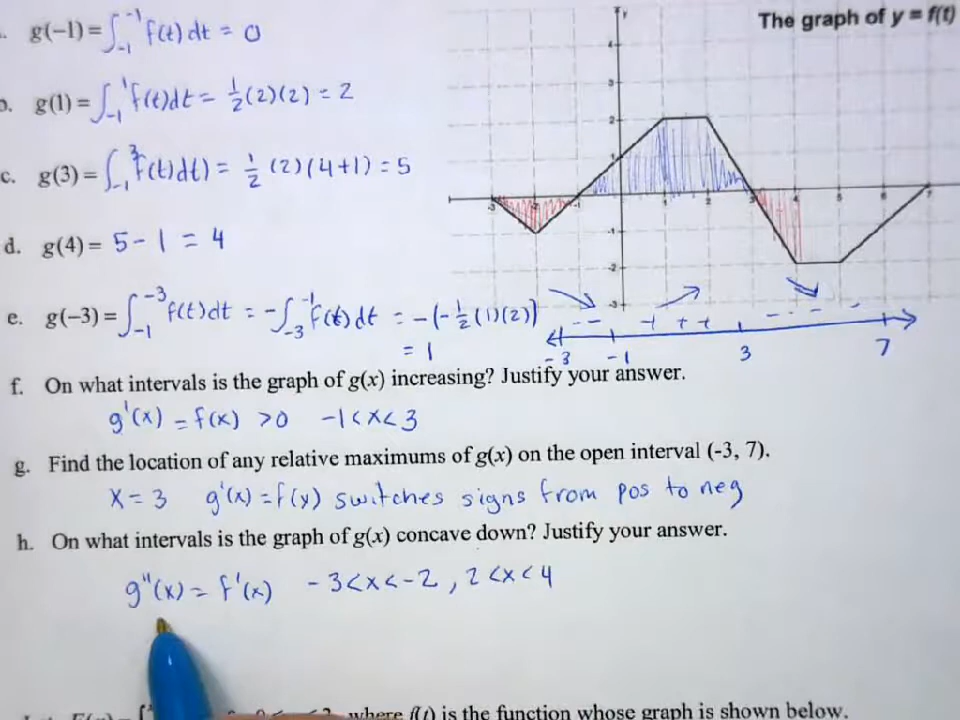 The graph of y = f(t)
g(-1) = ∫₋₁⁻¹ f(t) dt = 0
b. g(1) = ∫₋₁¹ f(t)dt = ½(2)(2) = 2
c. g(3) = ∫₋₁³ f(t)dt) = ½ (2)(4+1) = 5
d. g(4) = 5 - 1 = 4
e. g(-3) = ∫₋₁⁻³ f(t)dt = -∫₋₃⁻¹ f(t)dt = -(-½(1)(2))
= 1
-3 -1 3 7
f. On what intervals is the graph of g(x) increasing? Justify your answer.
g'(x) = f(x) >0 -1<x<3
g. Find the location of any relative maximums of g(x) on the open interval (-3, 7).
x = 3 g'(x) = f(x) switches signs from pos to neg
h. On what intervals is the graph of g(x) concave down? Justify your answer.
g"(x) = f'(x) -3<x<-2, 2<x<4
where f(t) is the function whose graph is shown below.